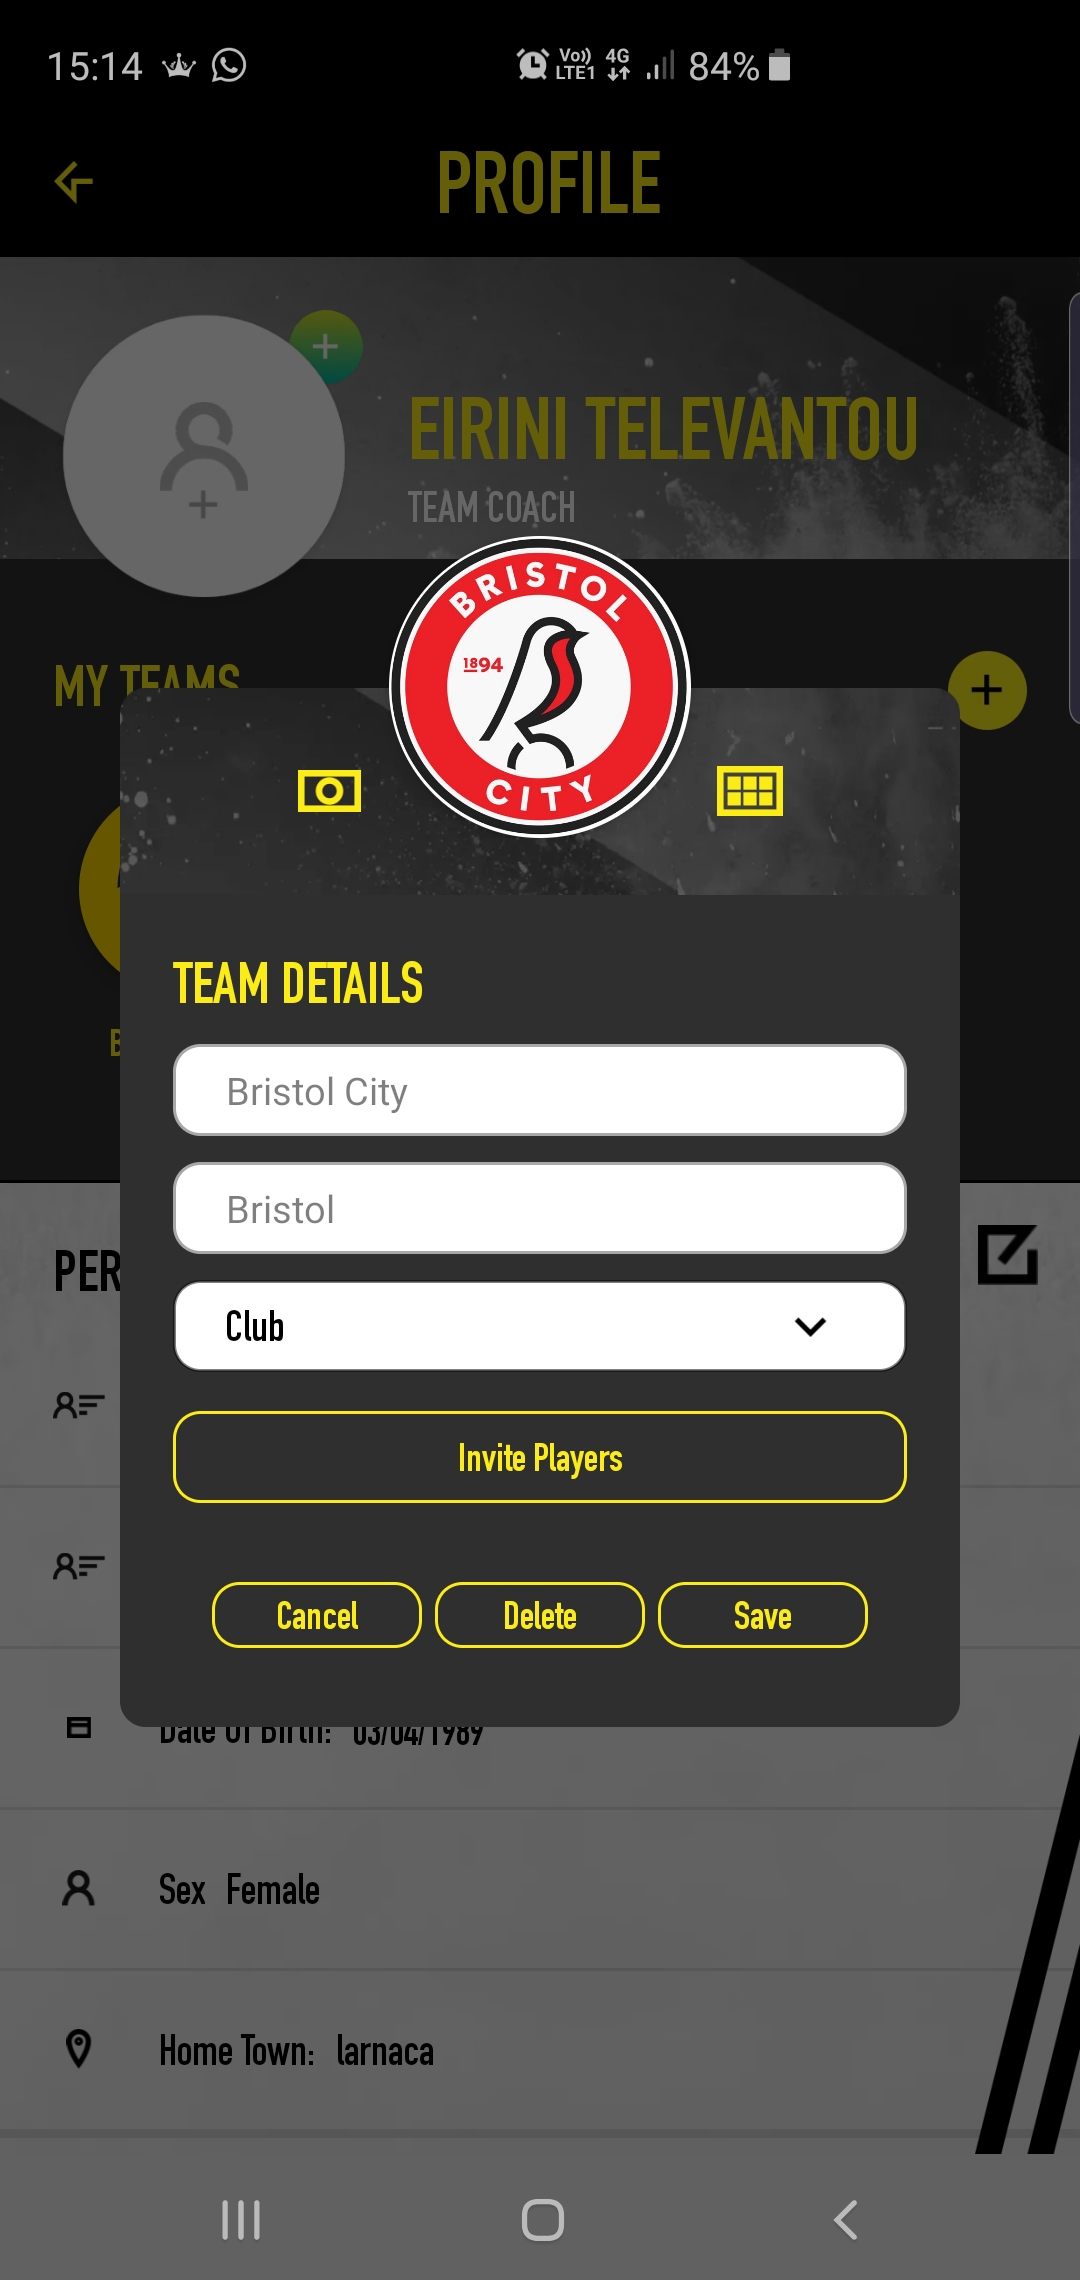 15:14
Vo)) LTE1 4G 84%
PROFILE
EIRINI TELEVANTOU
TEAM COACH
BRISTOL
1894
CITY
MY TEAMS
TEAM DETAILS
Bristol City
Bristol
PER
Club
Invite Players
Cancel Delete Save
Date Of Birth: 03/04/1989
Sex Female
Home Town: larnaca